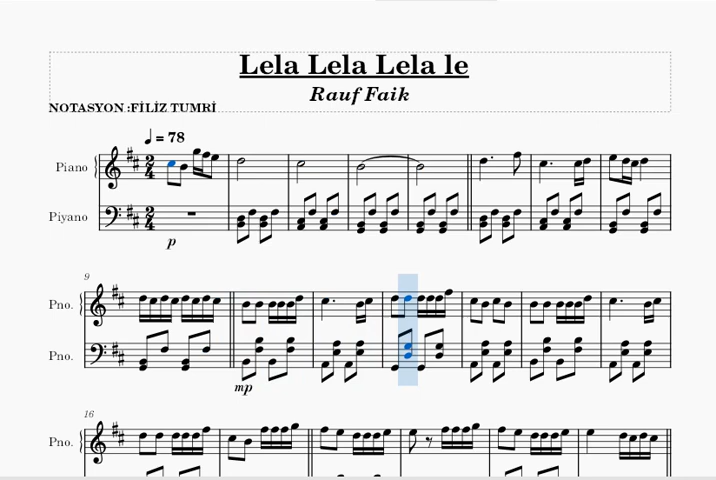 Lela Lela Lela le
Rauf Faik
NOTASYON :FİLİZ TUMRİ
♩ = 78
Piano
2/4
Piyano
2/4
p
9
Pno.
Pno.
mp
16
Pno.